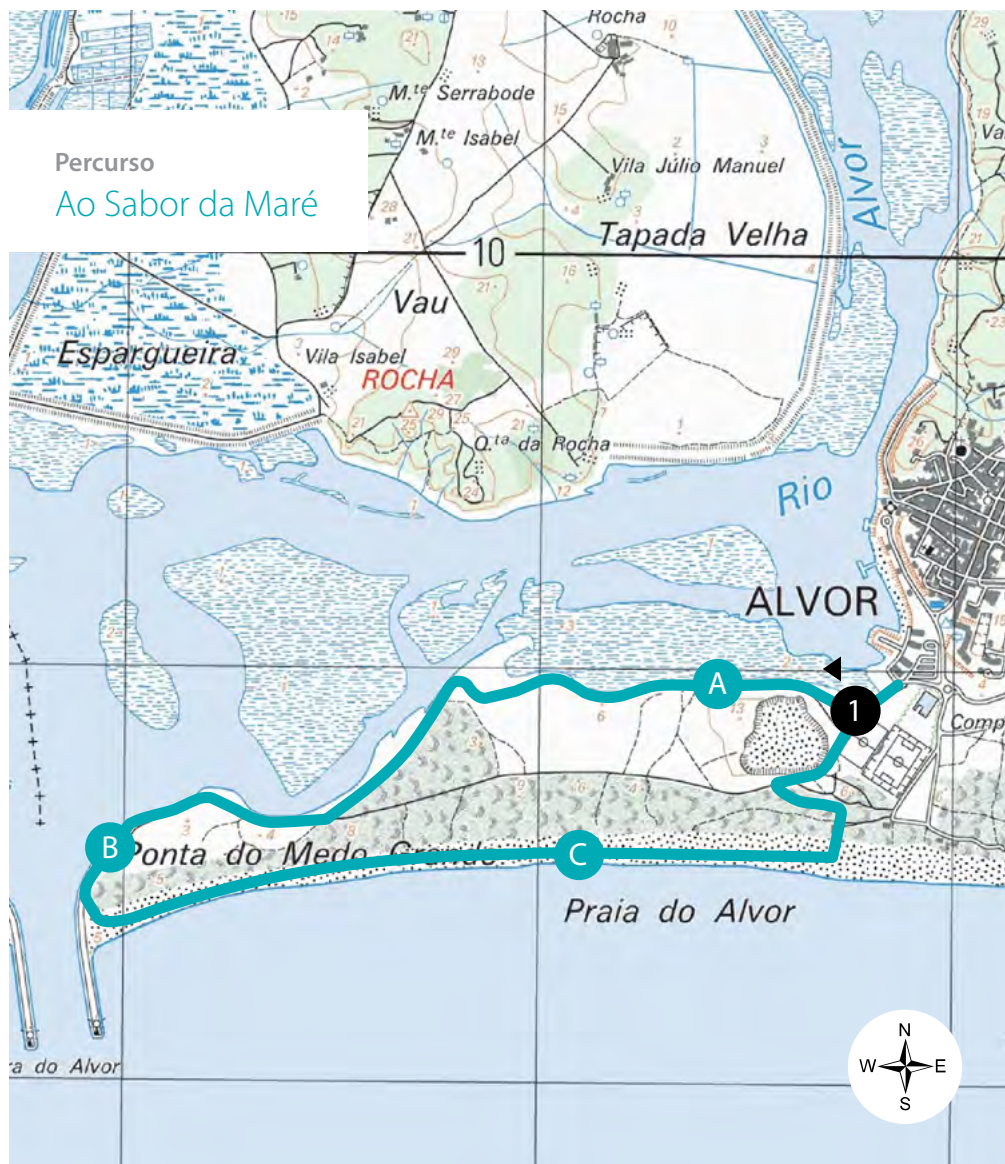 Percurso
Ao Sabor da Maré
Rocha
M.te Serrabode
M.te Isabel
Vila Júlio Manuel
Alvor
Tapada Velha
10
Vau
Espargueira
Vila Isabel
ROCHA
Q.ta da Rocha
Rio
ALVOR
A
1
Comp
B
Ponta do Medo Grande
C
Praia do Alvor
ra do Alvor
N
W
E
S